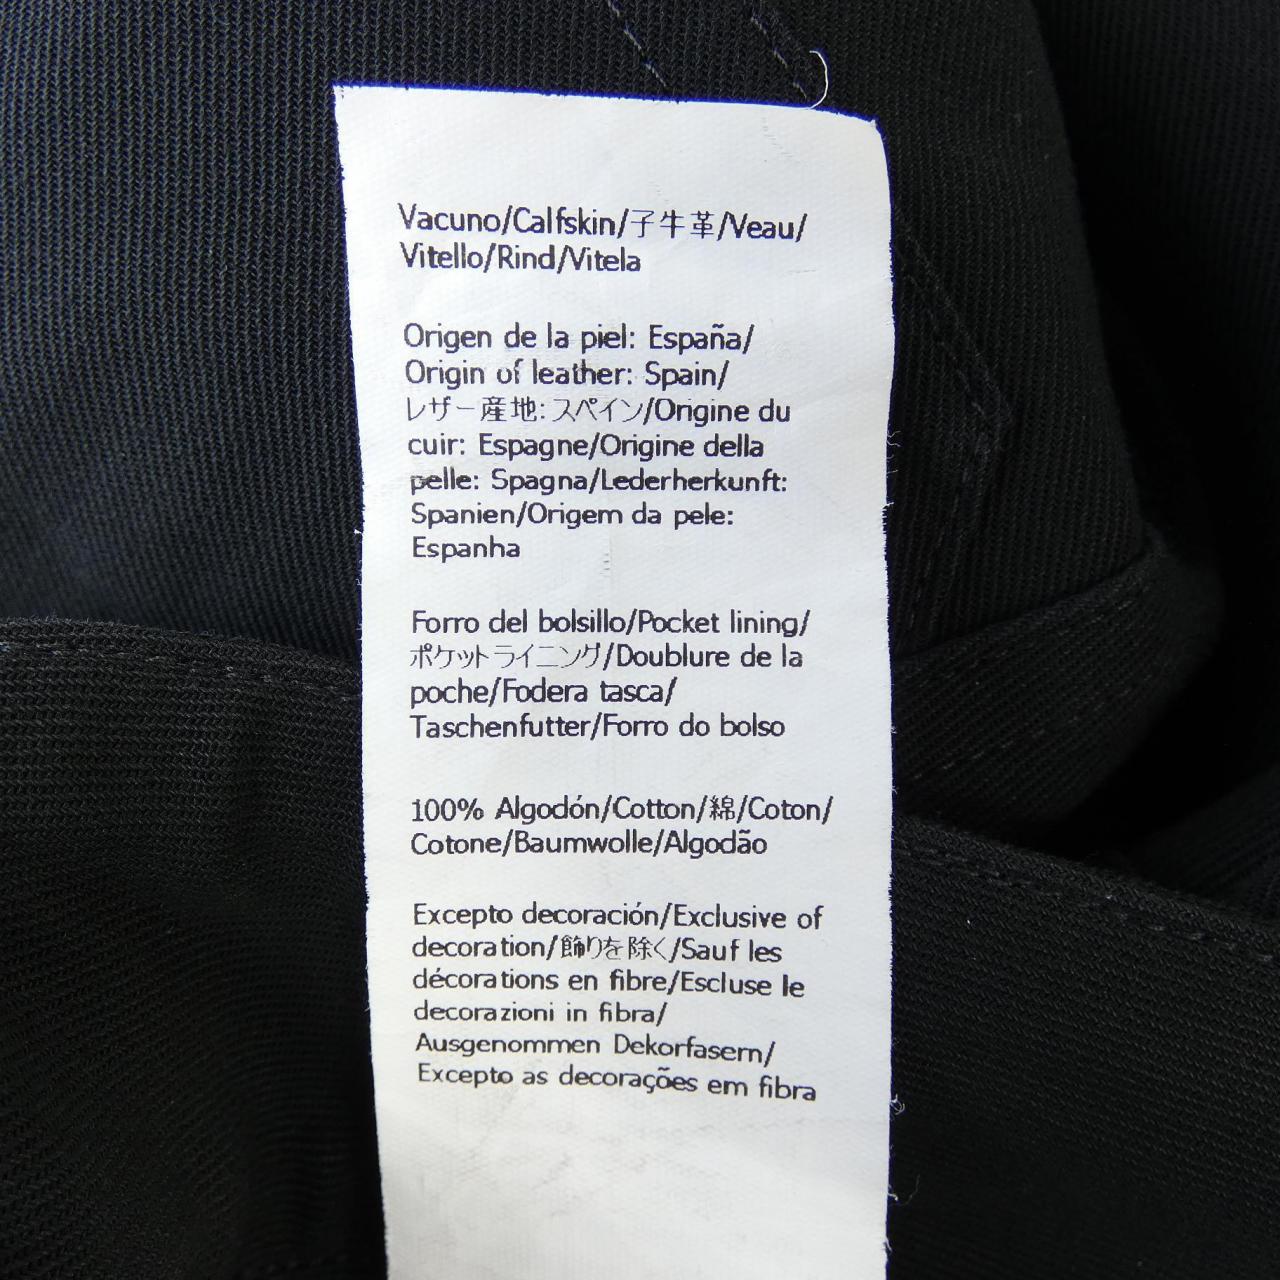 Vacuno/Calfskin/子牛革/Veau/
Vitello/Rind/Vitela
Origen de la piel: España/
Origin of leather: Spain/
レザー産地: スペイン/Origine du
cuir: Espagne/Origine della
pelle: Spagna/Lederherkunft:
Spanien/Origem da pele:
Espanha
Forro del bolsillo/Pocket lining/
ポケットライニング/Doublure de la
poche/Fodera tasca/
Taschenfutter/Forro do bolso
100% Algodón/Cotton/綿/Coton/
Cotone/Baumwolle/Algodão
Excepto decoración/Exclusive of
decoration/飾りを除く/Sauf les
décorations en fibre/Escluse le
decorazioni in fibra/
Ausgenommen Dekorfasern/
Excepto as decorações em fibra